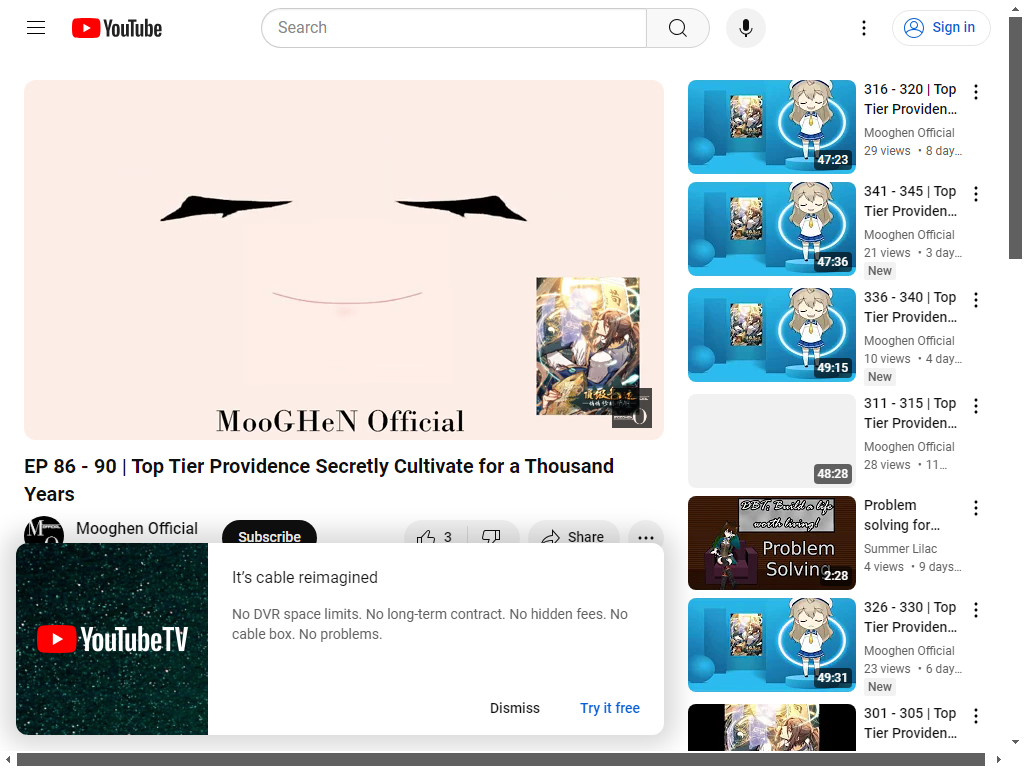 YouTube
Search
Sign in
MooGHeN Official
EP 86 - 90 | Top Tier Providence Secretly Cultivate for a Thousand
Years
Mooghen Official
Subscribe
3
Share
YouTubeTV
It’s cable reimagined
No DVR space limits. No long-term contract. No hidden fees. No
cable box. No problems.
Dismiss
Try it free
47:23
316 - 320 | Top
Tier Providen…
Mooghen Official
29 views • 8 day…
47:36
341 - 345 | Top
Tier Providen…
Mooghen Official
21 views • 3 day…
New
49:15
336 - 340 | Top
Tier Providen…
Mooghen Official
10 views • 4 day…
New
48:28
311 - 315 | Top
Tier Providen…
Mooghen Official
28 views • 11…
DBT: Build a life
worth living!
Problem
Solving
2:28
Problem
solving for…
Summer Lilac
4 views • 9 days…
49:31
326 - 330 | Top
Tier Providen…
Mooghen Official
23 views • 6 day…
New
301 - 305 | Top
Tier Providen…